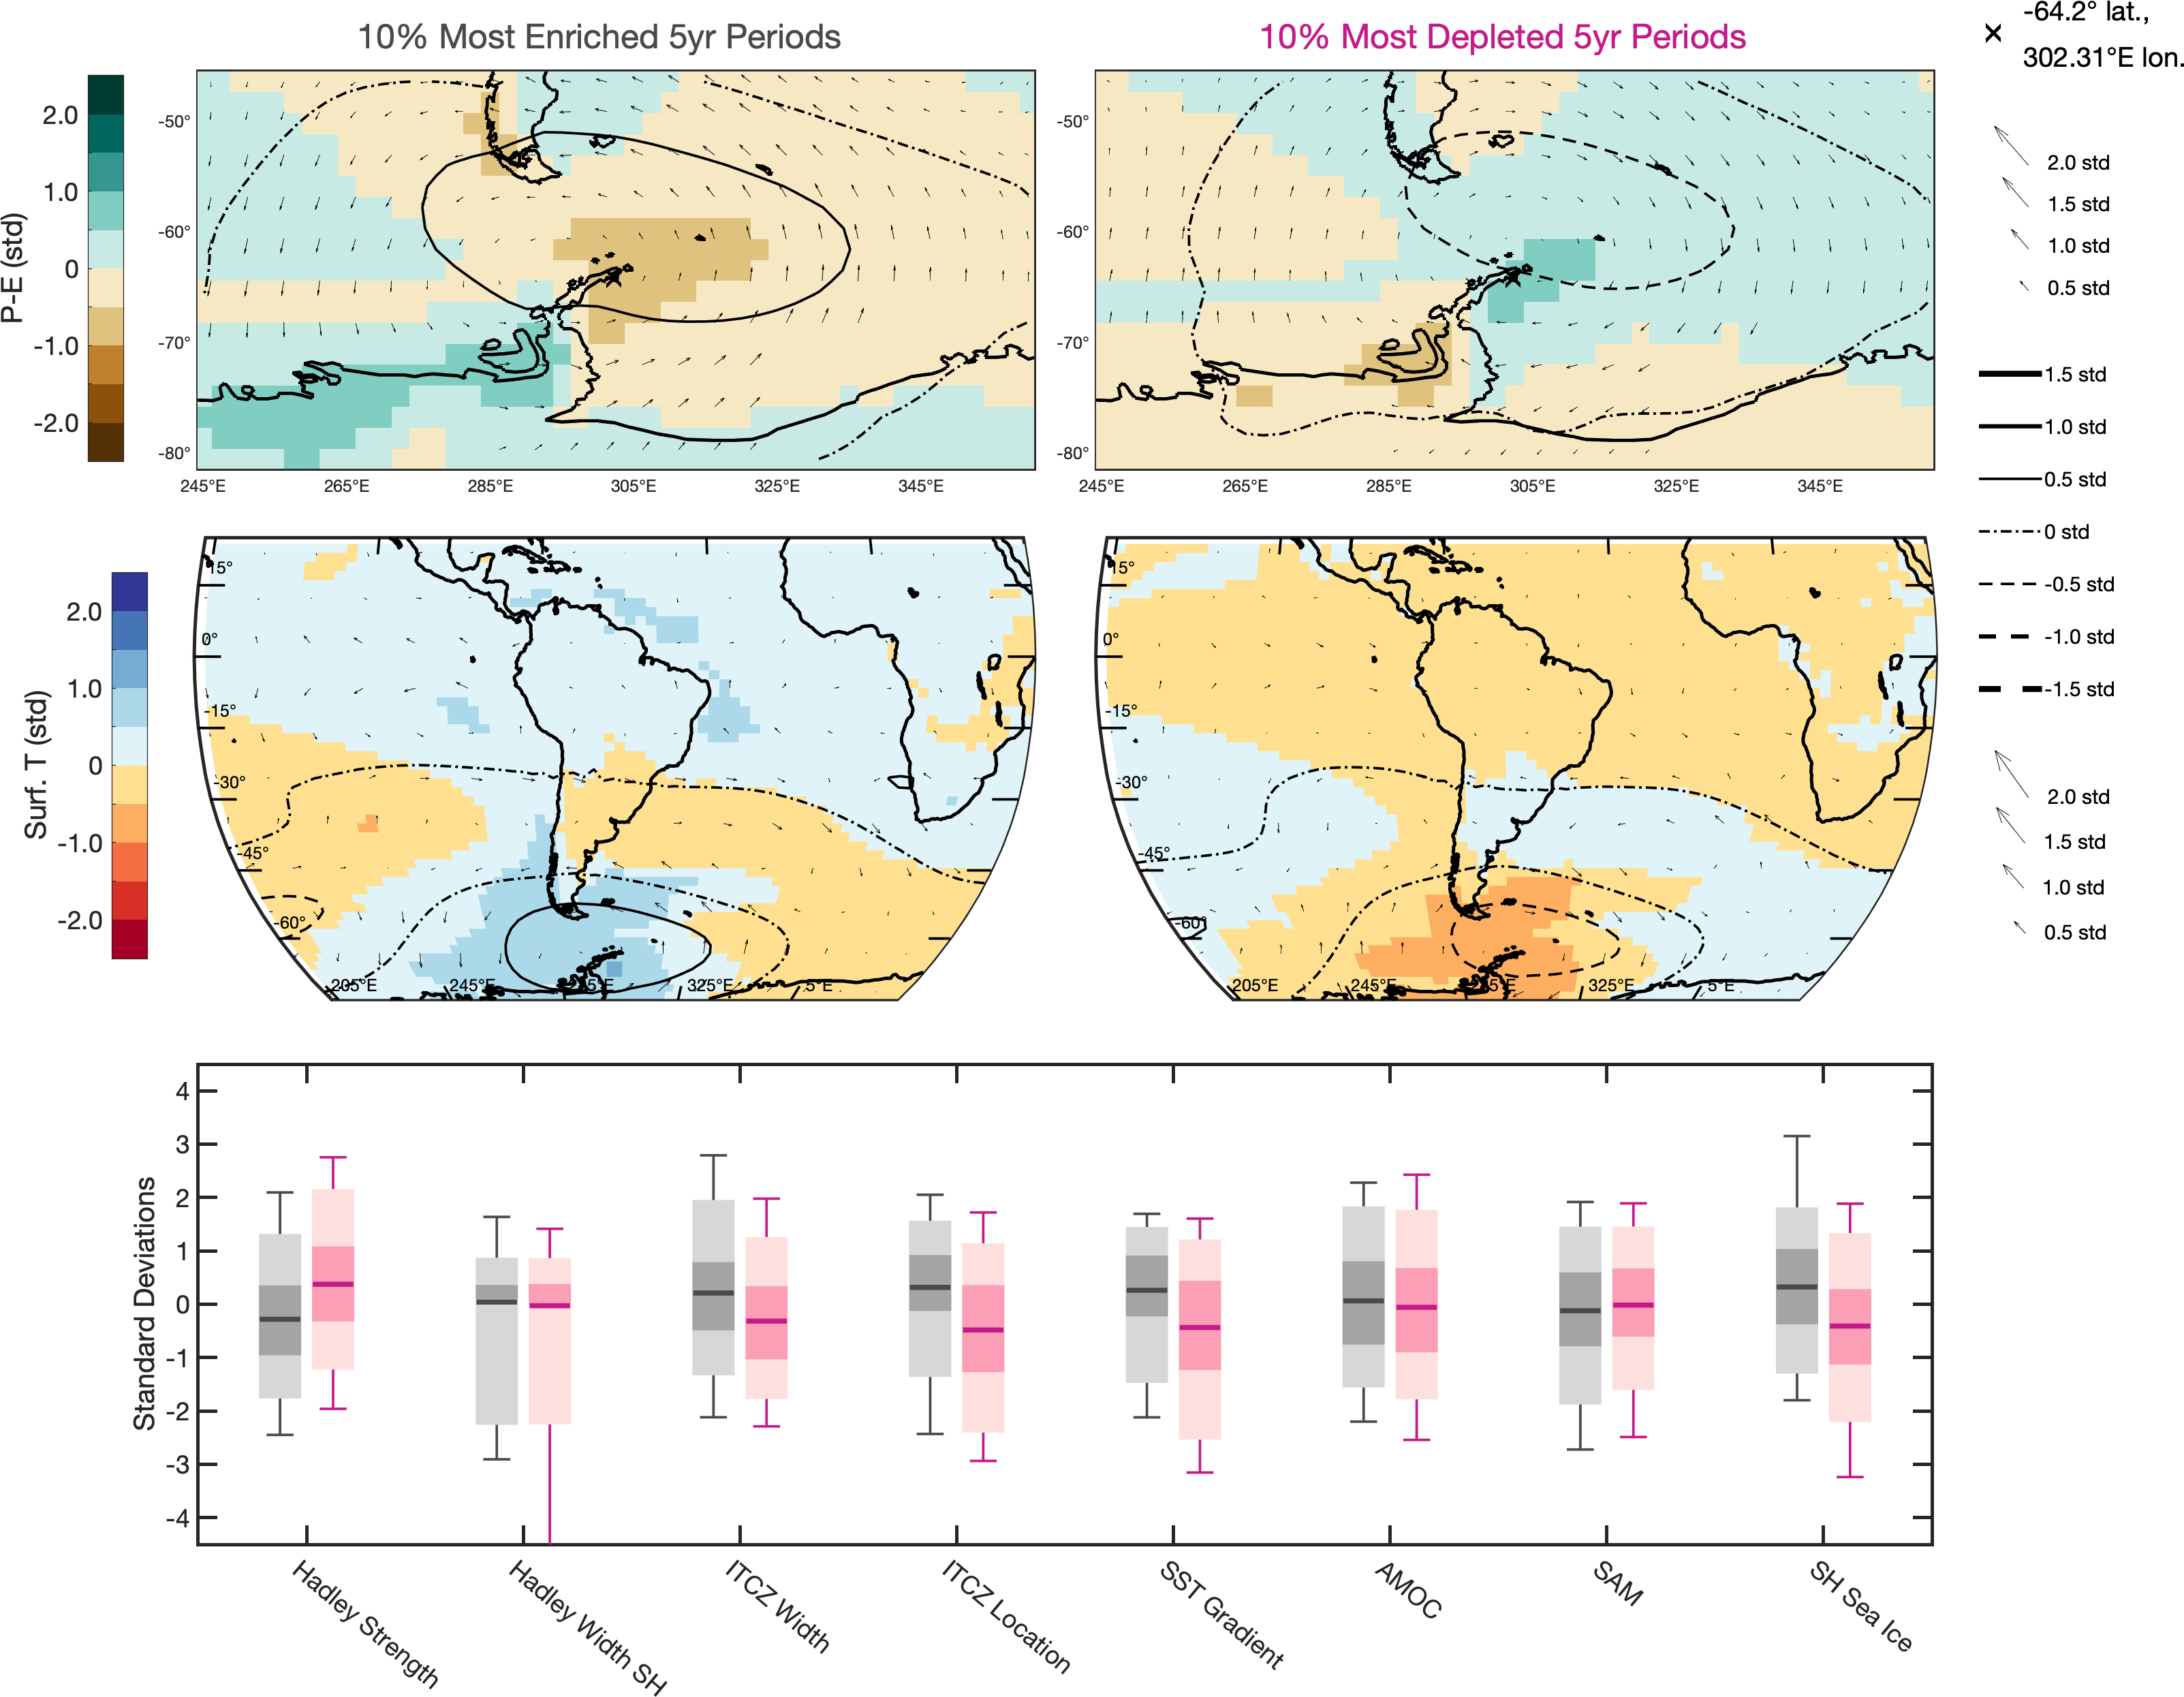 10% Most Enriched 5yr Periods
10% Most Depleted 5yr Periods
-64.2° lat.,
302.31°E lon.
P-E (std)
2.0
1.0
0
-1.0
-2.0
-50°
-60°
-70°
-80°
245°E
265°E
285°E
305°E
325°E
345°E
-50°
-60°
-70°
-80°
245°E
265°E
285°E
305°E
325°E
345°E
2.0 std
1.5 std
1.0 std
0.5 std
1.5 std
1.0 std
0.5 std
0 std
-0.5 std
-1.0 std
-1.5 std
Surf. T (std)
2.0
1.0
0
-1.0
-2.0
15°
0°
-15°
-30°
-45°
-60°
205°E
245°E
325°E
5°E
15°
0°
-15°
-30°
-45°
-60°
205°E
245°E
325°E
5°E
2.0 std
1.5 std
1.0 std
0.5 std
Standard Deviations
4
3
2
1
0
-1
-2
-3
-4
Hadley Strength
Hadley Width SH
ITCZ Width
ITCZ Location
SST Gradient
AMOC
SAM
SH Sea Ice